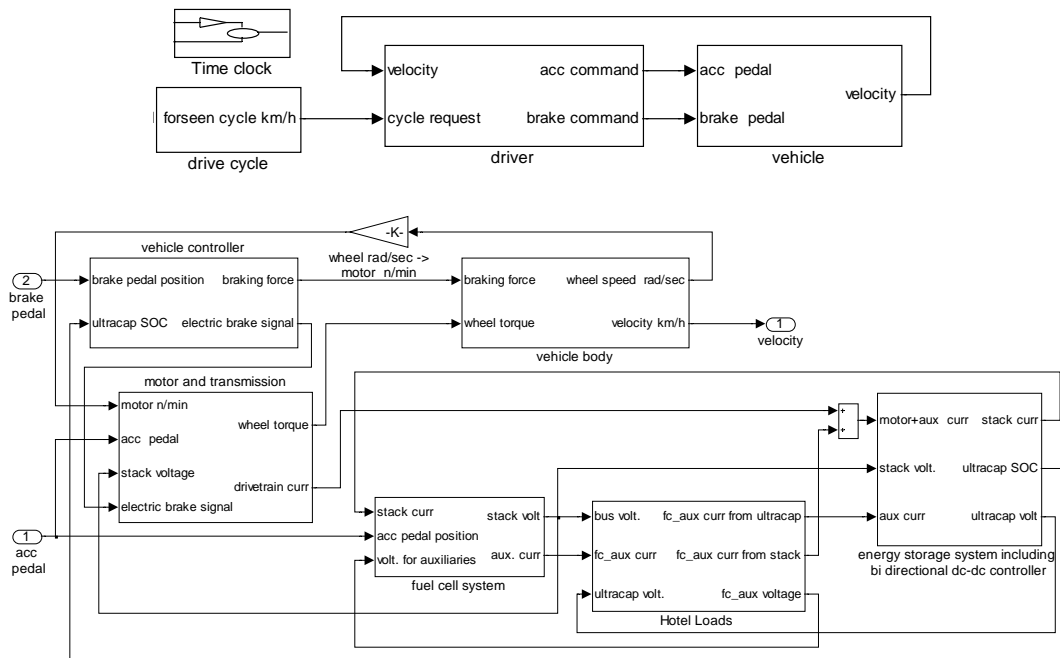 Time clock
forseen cycle km/h
drive cycle
velocity
acc command
cycle request
brake command
driver
acc pedal
velocity
brake pedal
vehicle
-K-
wheel rad/sec ->
motor n/min
vehicle controller
2
brake
pedal
brake pedal position
braking force
ultracap SOC
electric brake signal
braking force
wheel speed rad/sec
wheel torque
velocity km/h
vehicle body
1
velocity
motor and transmission
motor n/min
wheel torque
acc pedal
stack voltage
drivetrain curr
electric brake signal
1
acc
pedal
stack curr
stack volt
acc pedal position
aux. curr
volt. for auxiliaries
fuel cell system
bus volt.
fc_aux curr from ultracap
fc_aux curr
fc_aux curr from stack
ultracap volt.
fc_aux voltage
Hotel Loads
+
+
motor+aux curr
stack curr
stack volt.
ultracap SOC
aux curr
ultracap volt
energy storage system including
bi directional dc-dc controller